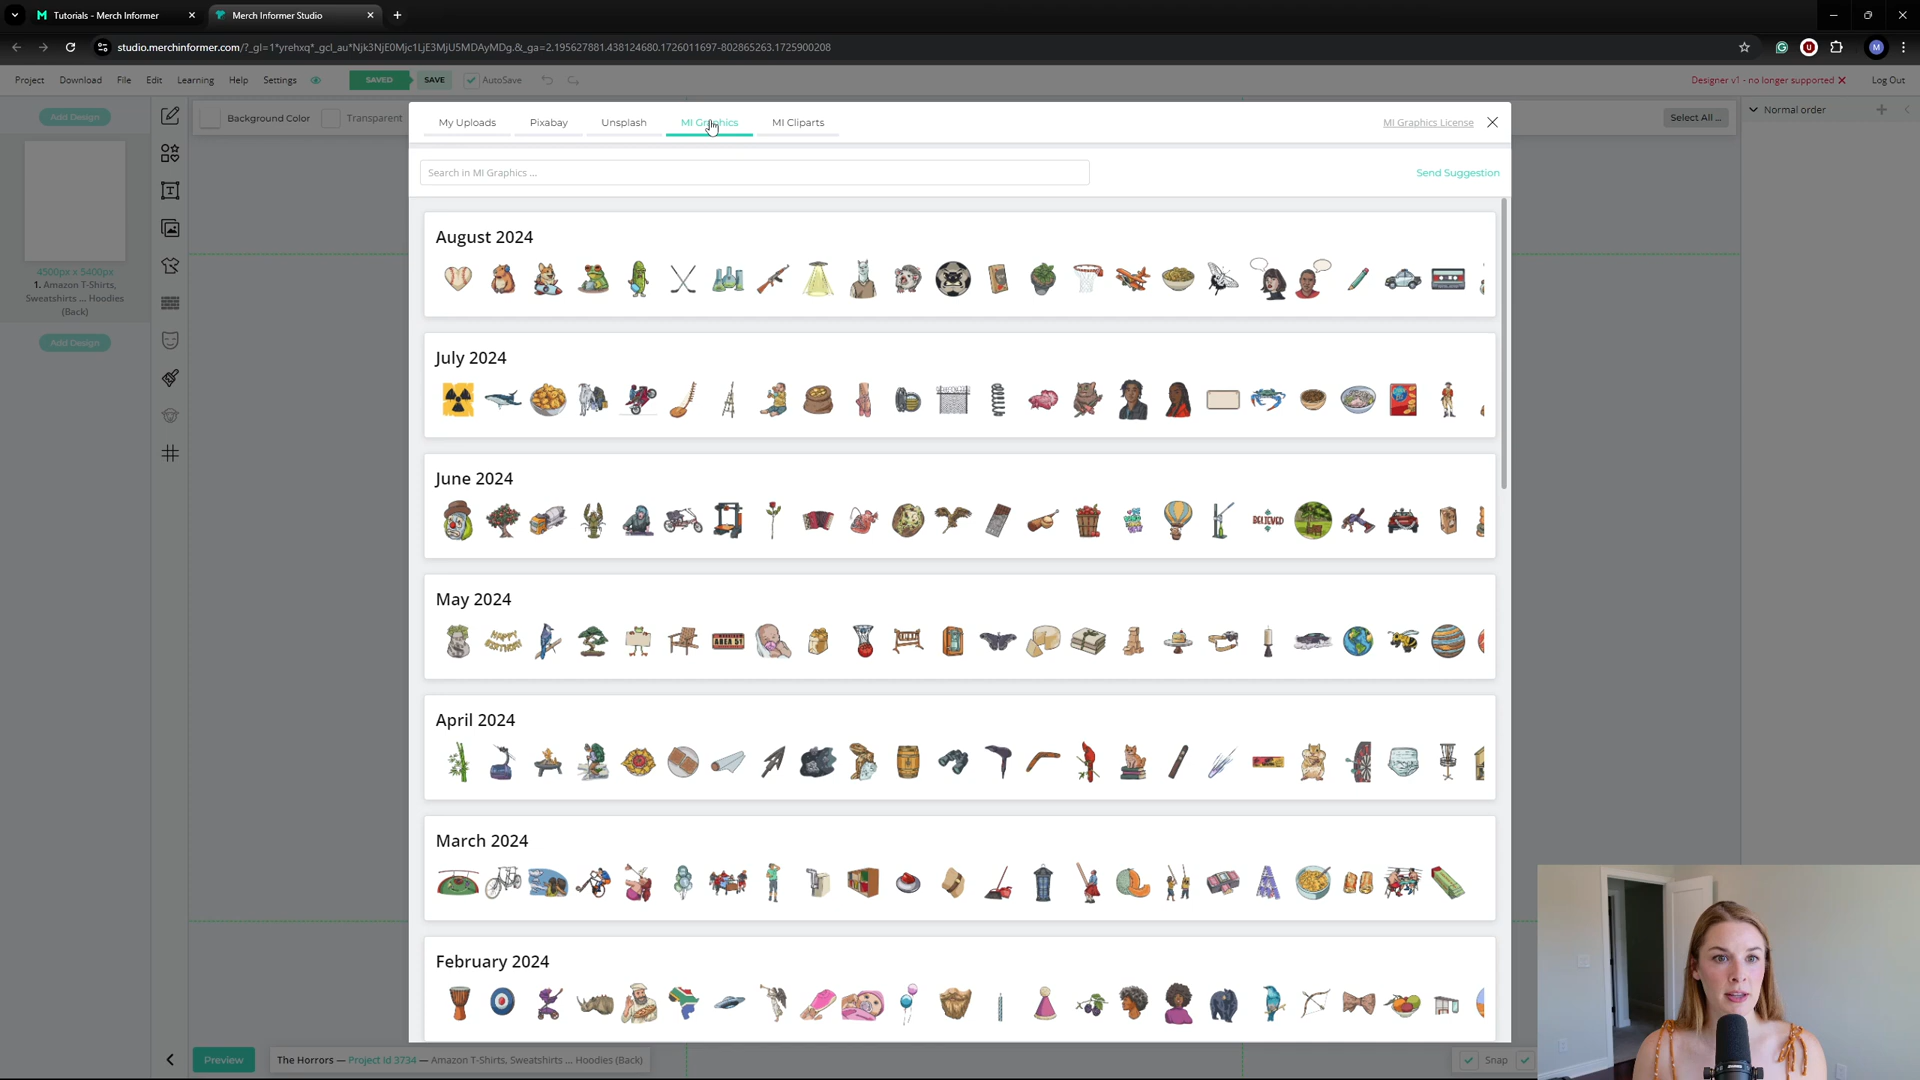 Tutorials - Merch Informer
Merch Informer Studio
studio.merchinformer.com/?_gl=1*yrehxq*_gcl_au*Njk3NjE0Mjc1LjE3MjU5MDAyMDg.&_ga=2.195627881.438124680.1726011697-802865263.1725900208
M
Project
Download
File
Edit
Learning
Help
Settings
SAVED
SAVE
AutoSave
Designer v1 - no longer supported
Log Out
Add Design
Background Color
Transparent
My Uploads
Pixabay
Unsplash
MI Graphics
MI Cliparts
MI Graphics License
Select All ...
Normal order
Search in MI Graphics ...
Send Suggestion
4500px x 5400px
1. Amazon T-Shirts,
Sweatshirts ... Hoodies
(Back)
Add Design
August 2024
July 2024
June 2024
BELIEVED
May 2024
HAPPY
BIRTHDAY
AREA 51
April 2024
March 2024
February 2024
Preview
The Horrors — Project Id 3734 — Amazon T-Shirts, Sweatshirts ... Hoodies (Back)
Snap